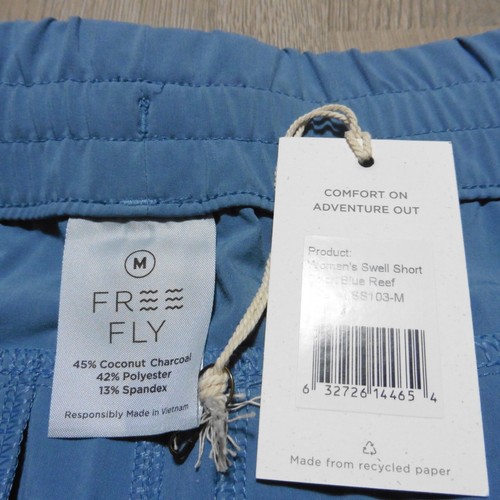 M
FREE
FLY
45% Coconut Charcoal
42% Polyester
13% Spandex
Responsibly Made in Vietnam
COMFORT ON
ADVENTURE OUT
Product:
Women's Swell Short
Blue Reef
SS103-M
6 32726 14465 4
Made from recycled paper